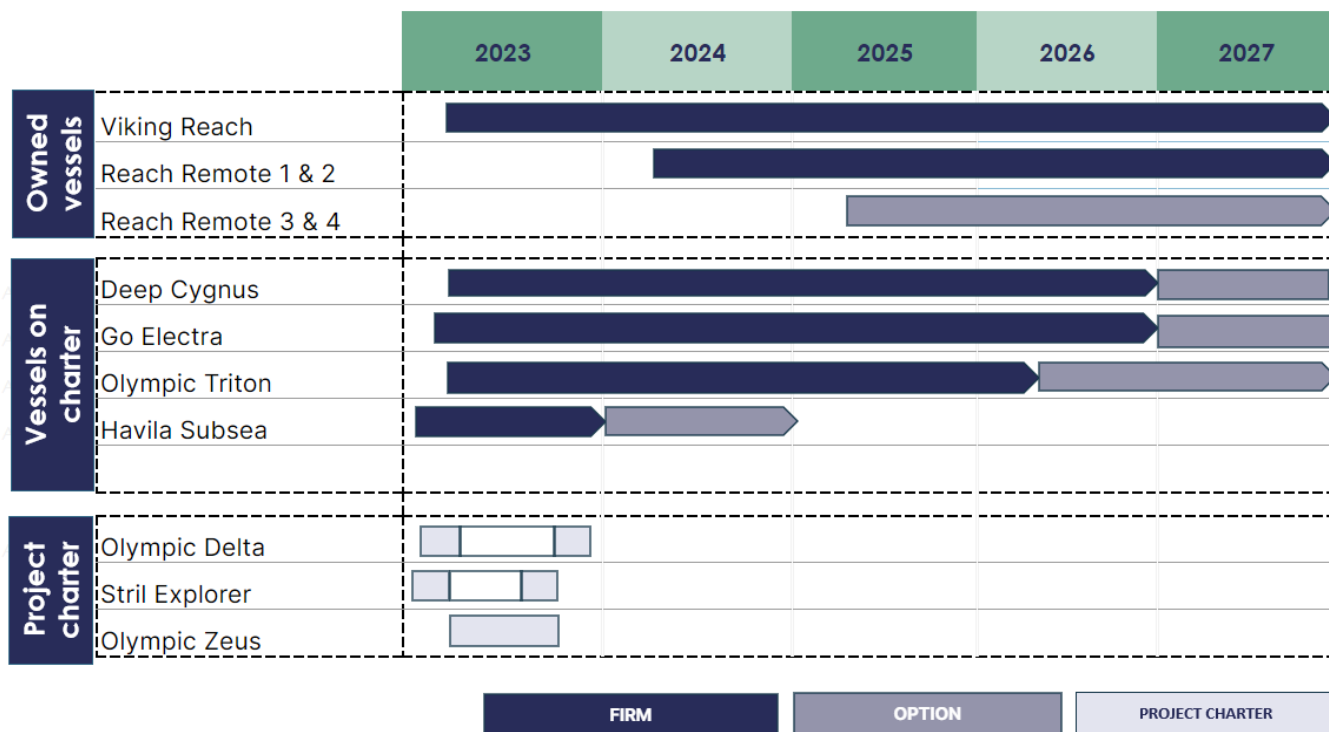 2023 2024 2025 2026 2027
Owned
vessels
Viking Reach
Reach Remote 1 & 2
Reach Remote 3 & 4
Vessels on
charter
Deep Cygnus
Go Electra
Olympic Triton
Havila Subsea
Project
charter
Olympic Delta
Stril Explorer
Olympic Zeus
FIRM OPTION PROJECT CHARTER